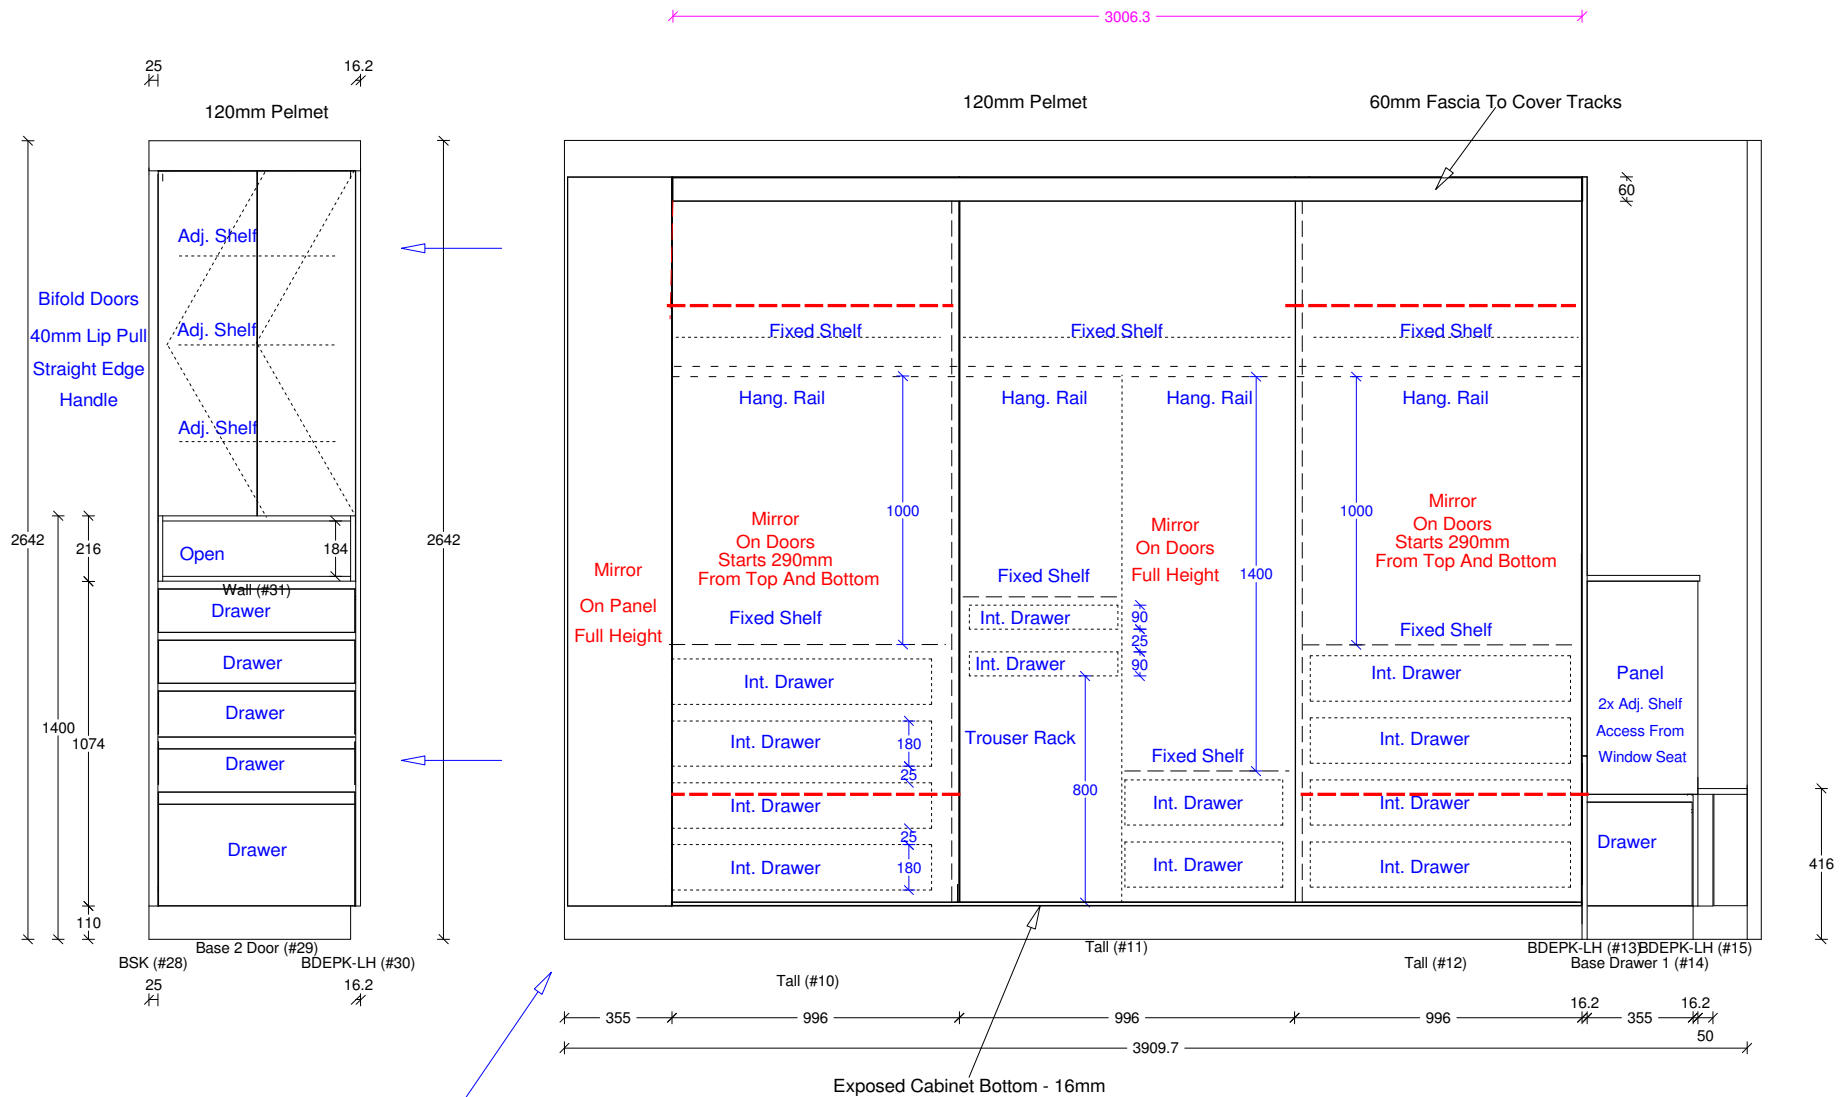 3006.3
25
16.2
120mm Pelmet
120mm Pelmet
60mm Fascia To Cover Tracks
60
Adj. Shelf
Bifold Doors
40mm Lip Pull
Straight Edge
Handle
Adj. Shelf
Adj. Shelf
Fixed Shelf
Fixed Shelf
Fixed Shelf
Hang. Rail
Hang. Rail
Hang. Rail
Hang. Rail
2642
216
Open
184
2642
Wall (#31)
Drawer
Drawer
Drawer
Drawer
Drawer
1400
1074
110
Mirror
On Panel
Full Height
Mirror
On Doors
Starts 290mm
From Top And Bottom
1000
Fixed Shelf
Int. Drawer
Int. Drawer
180
25
Int. Drawer
25
Int. Drawer
180
Fixed Shelf
Int. Drawer
90
25
Int. Drawer
90
Trouser Rack
800
Mirror
On Doors
Full Height
1400
Fixed Shelf
Int. Drawer
Int. Drawer
1000
Mirror
On Doors
Starts 290mm
From Top And Bottom
Fixed Shelf
Int. Drawer
Int. Drawer
Int. Drawer
Int. Drawer
Panel
2x Adj. Shelf
Access From
Window Seat
Drawer
416
Base 2 Door (#29)
BSK (#28)
BDEPK-LH (#30)
25
16.2
Tall (#11)
BDEPK-LH (#13)
BDEPK-LH (#15)
Tall (#12)
Base Drawer 1 (#14)
Tall (#10)
355
996
996
996
16.2
355
16.2
50
3909.7
Exposed Cabinet Bottom - 16mm